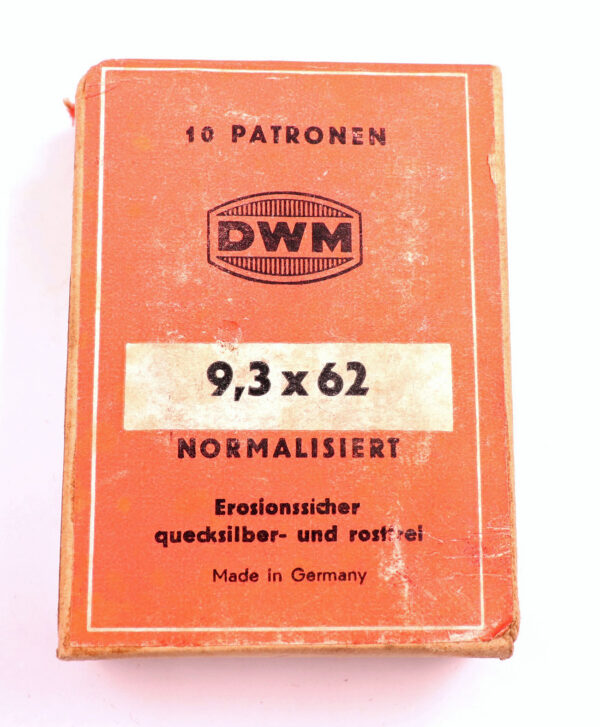 10 PATRONEN
DWM
9,3 x 62
NORMALISIERT
Erosionssicher
quecksilber- und rostfrei
Made in Germany